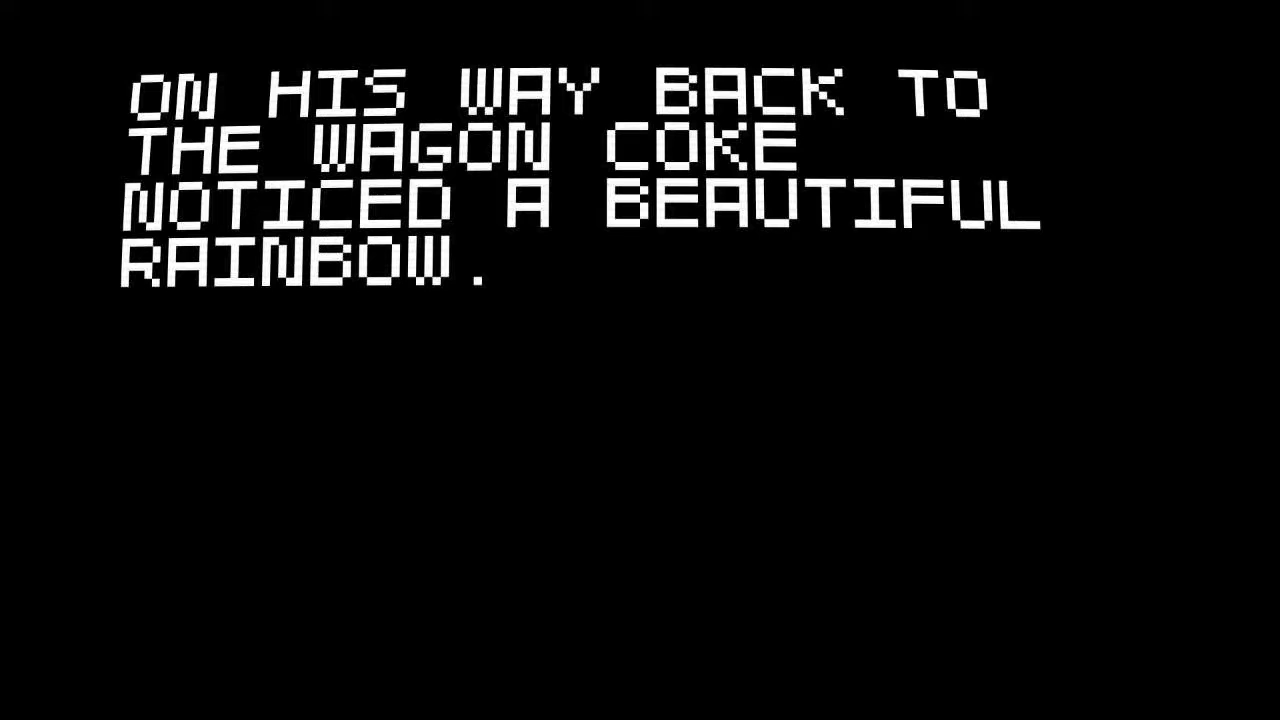 ON HIS WAY BACK TO
THE WAGON COKE
NOTICED A BEAUTIFUL
RAINBOW.